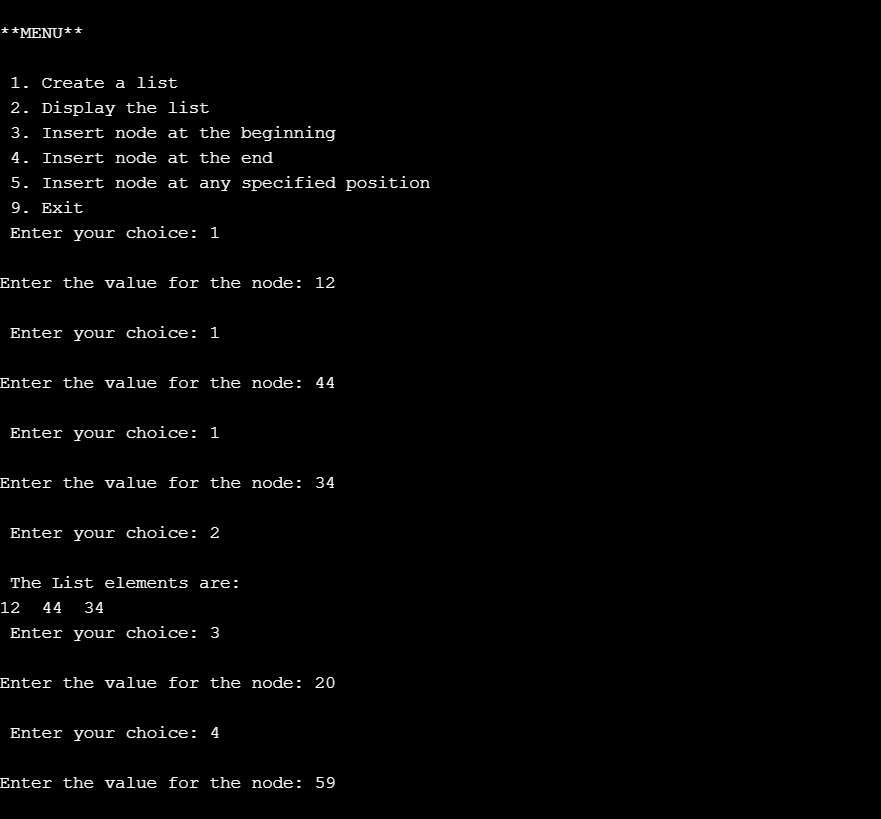 **MENU**
1. Create a list
2. Display the list
3. Insert node at the beginning
4. Insert node at the end
5. Insert node at any specified position
9. Exit
Enter your choice: 1
Enter the value for the node: 12
Enter your choice: 1
Enter the value for the node: 44
Enter your choice: 1
Enter the value for the node: 34
Enter your choice: 2
The List elements are:
12  44  34
Enter your choice: 3
Enter the value for the node: 20
Enter your choice: 4
Enter the value for the node: 59